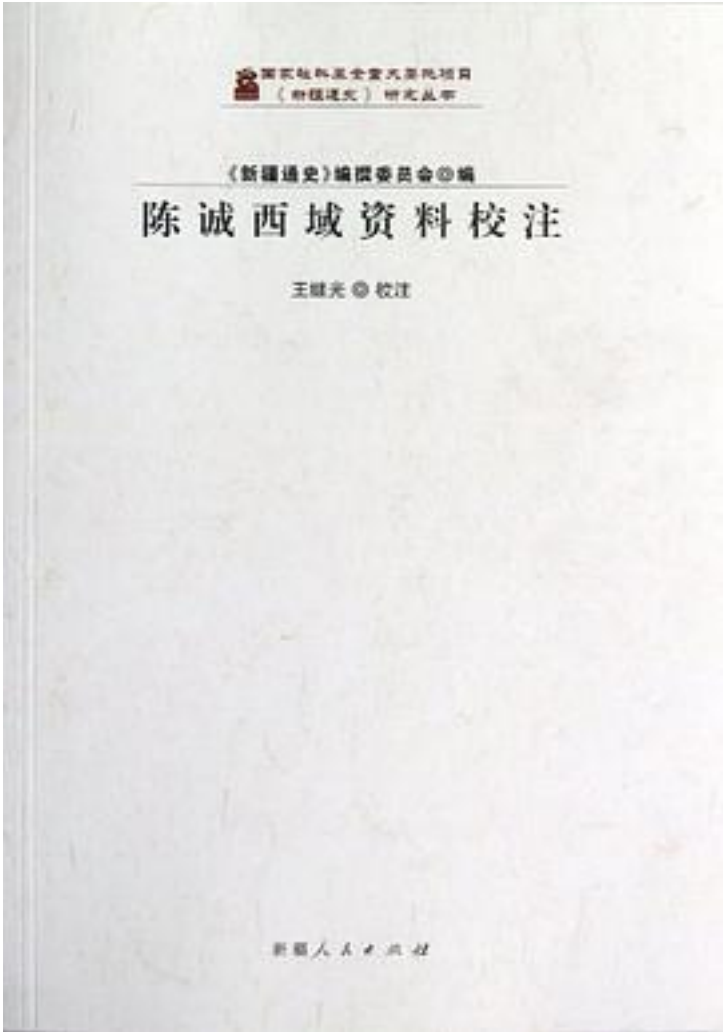 国家社科基金重大委托项目
《新疆通史》研究丛书
《新疆通史》编撰委员会◎编
陈诚西域资料校注
王继光◎校注
新疆人民出版社